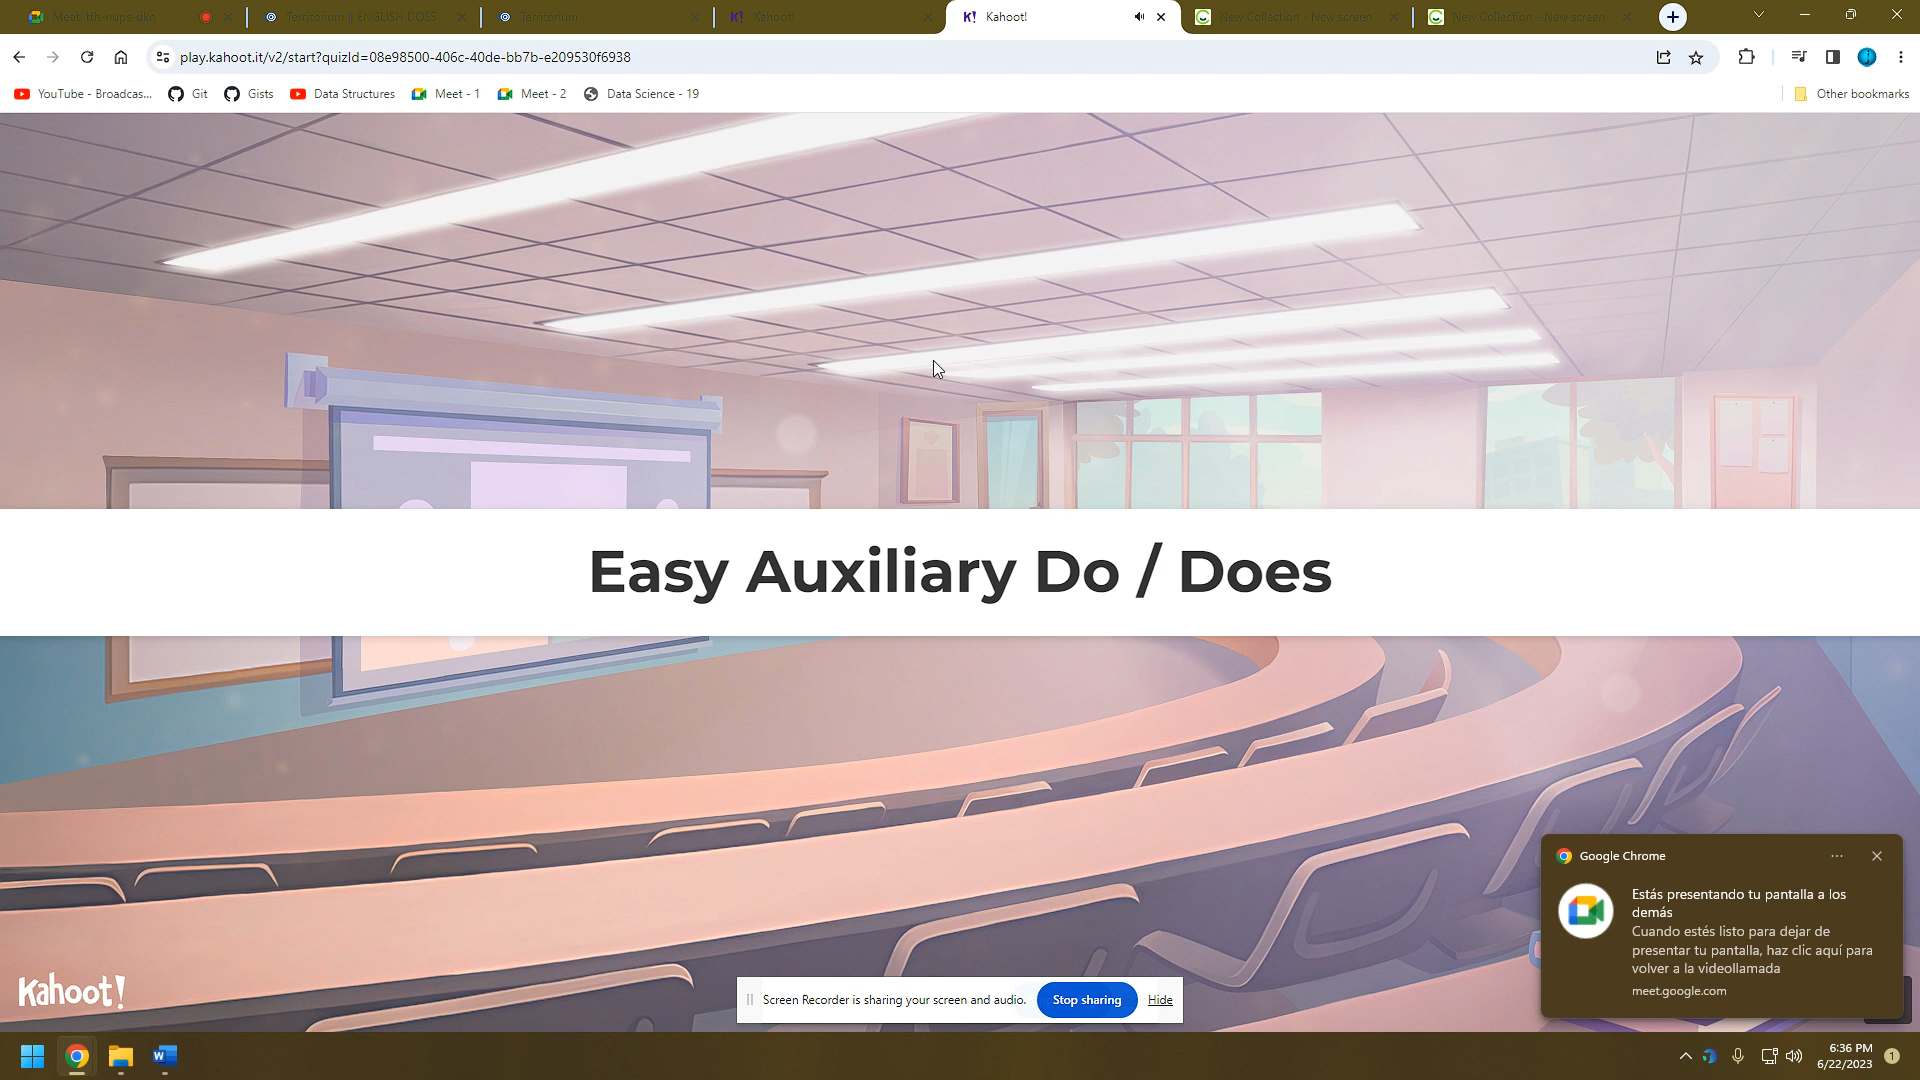 Meet: tth-nups-dkn
Territorium || ENGLISH DOES
Territorium
Kahoot!
Kahoot!
New Collection - New screen
New Collection - New screen
play.kahoot.it/v2/start?quizId=08e98500-406c-40de-bb7b-e209530f6938
YouTube - Broadcas...
Git
Gists
Data Structures
Meet - 1
Meet - 2
Data Science - 19
Other bookmarks
Easy Auxiliary Do / Does
Kahoot!
Google Chrome
Estás presentando tu pantalla a los
demás
Cuando estés listo para dejar de
presentar tu pantalla, haz clic aquí para
volver a la videollamada
meet.google.com
Screen Recorder is sharing your screen and audio.
Stop sharing
Hide
6:36 PM
6/22/2023
1